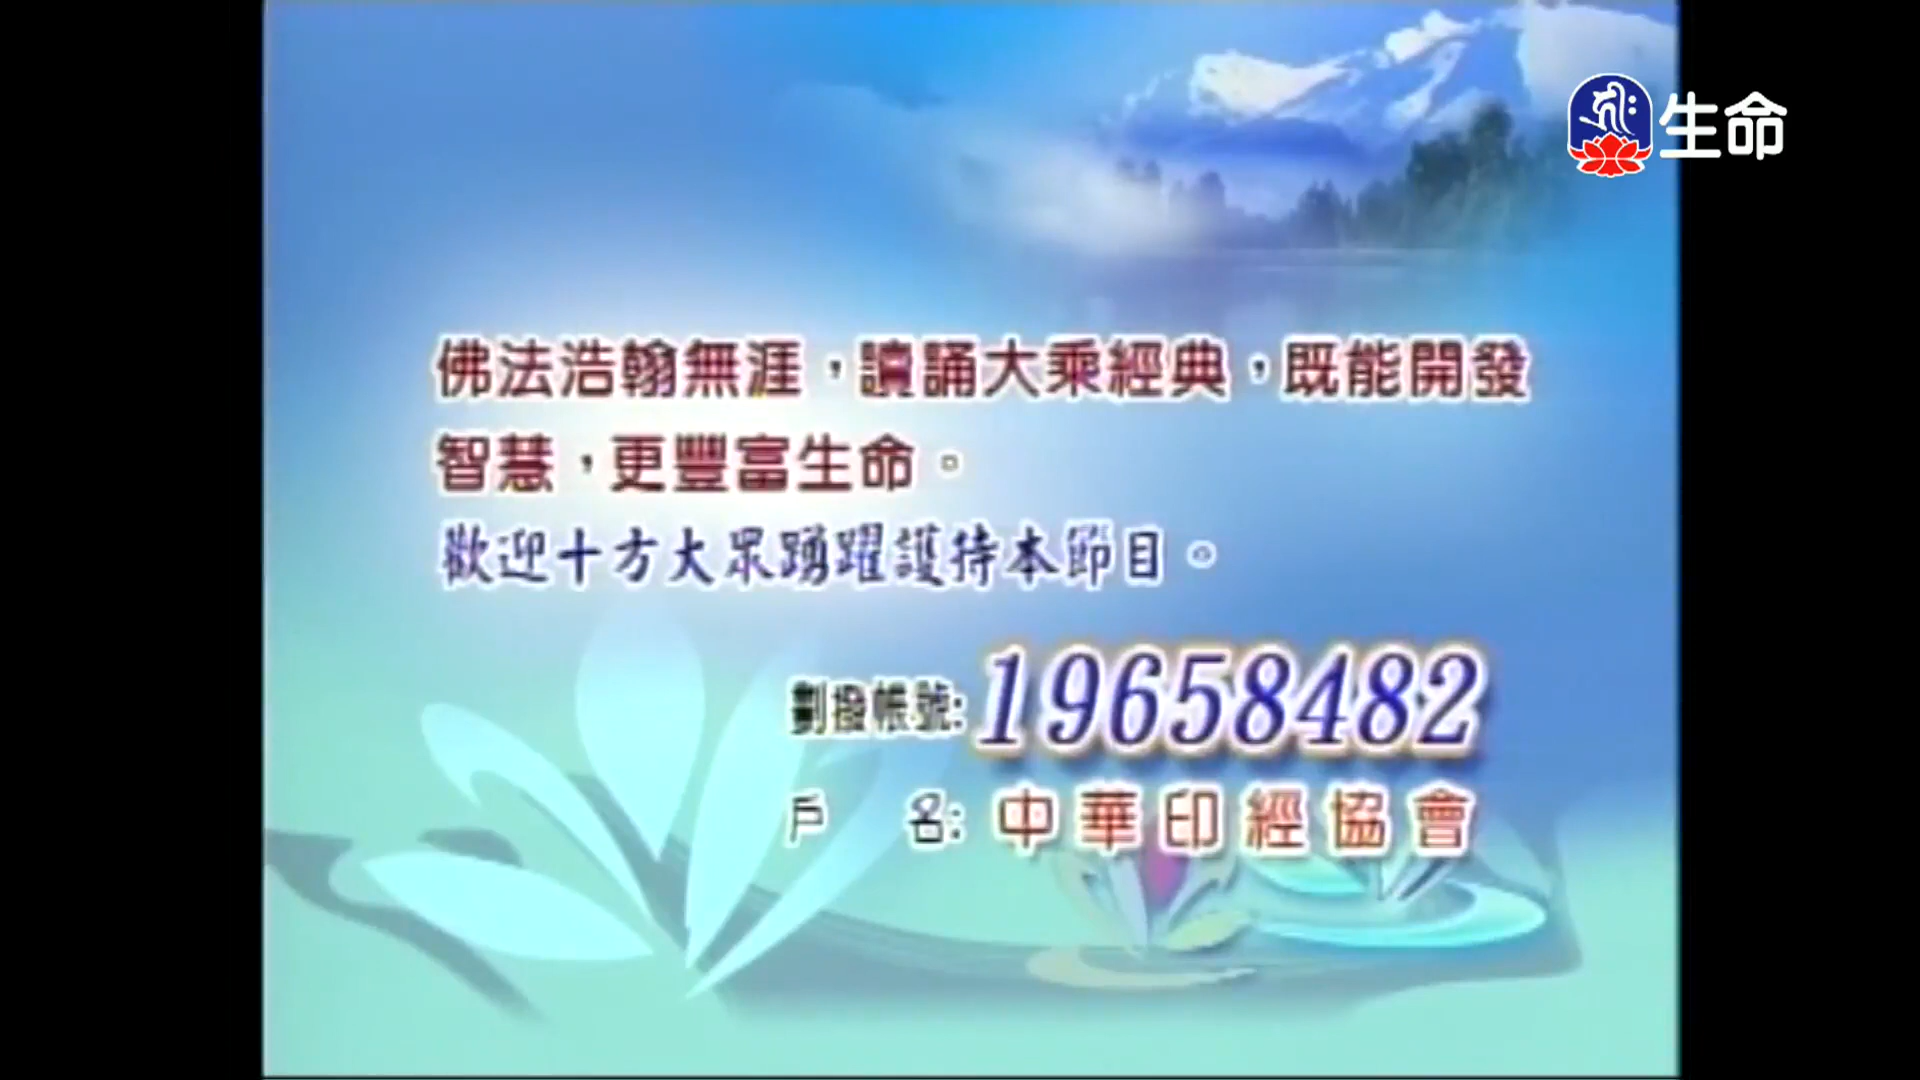 生命
佛法浩翰無涯，讀誦大乘經典，既能開發
智慧，更豐富生命。
歡迎十方大眾踴躍護持本節目。
劃撥帳號:19658482
戶 名:中華印經協會